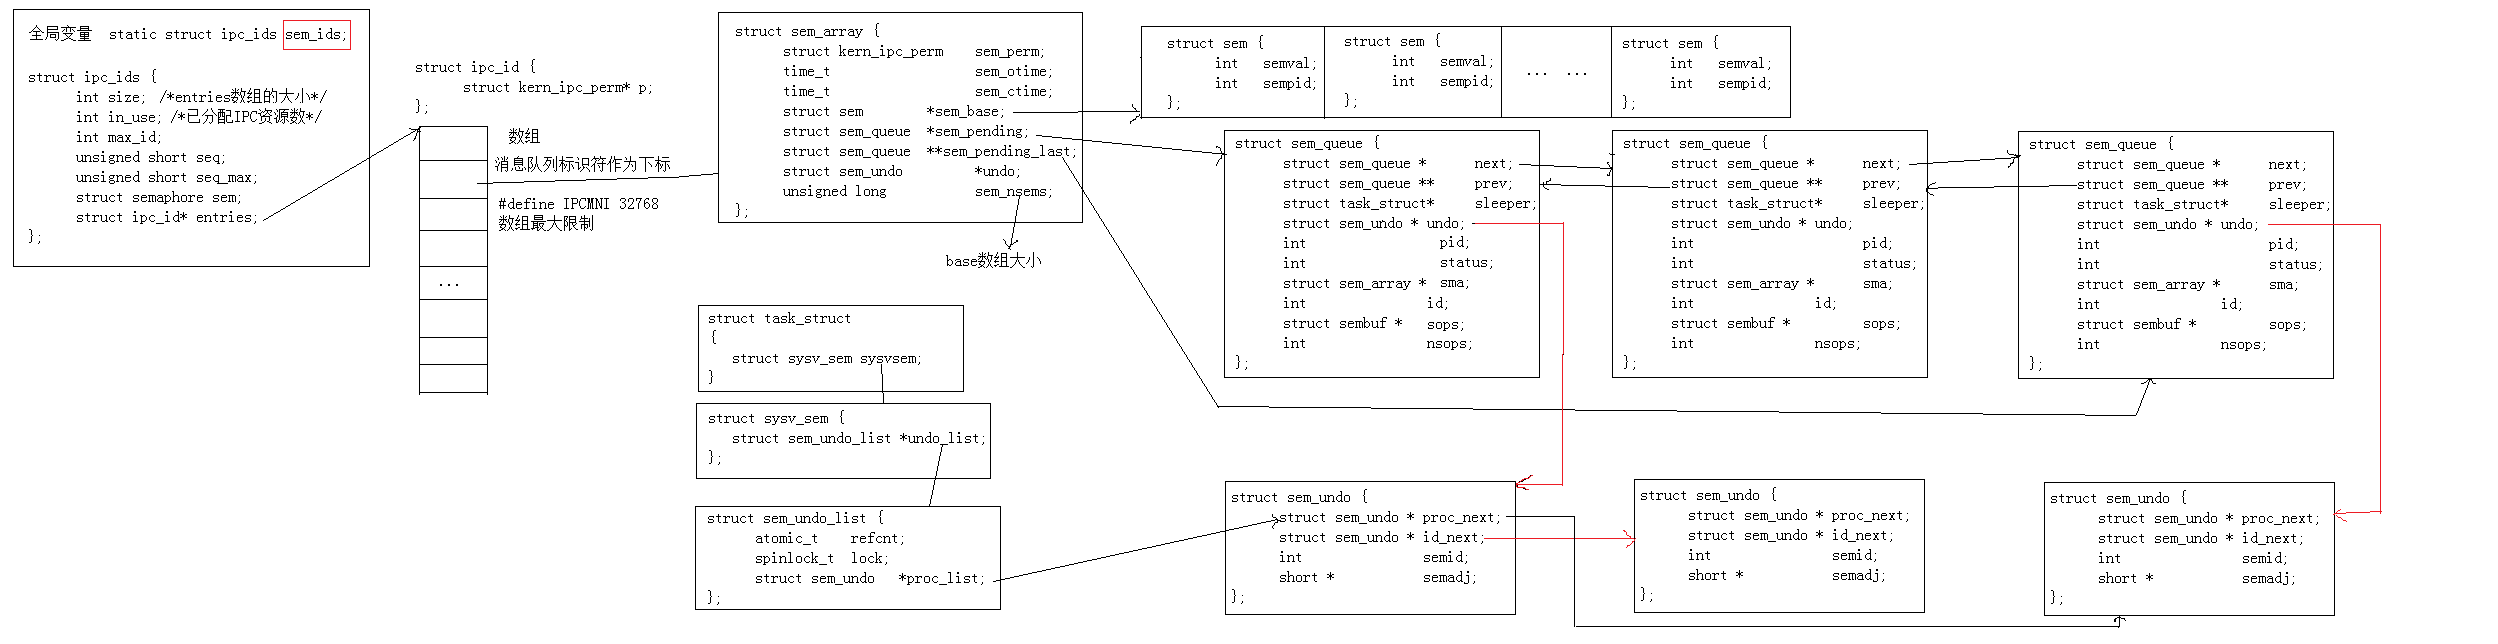 全局变量  static struct ipc_ids sem_ids;
struct ipc_ids {
int size; /*entries数组的大小*/
int in_use; /*已分配IPC资源数*/
int max_id;
unsigned short seq;
unsigned short seq_max;
struct semaphore sem;
struct ipc_id* entries;
};
struct ipc_id {
struct kern_ipc_perm* p;
};
数组
消息队列标识符作为下标
#define IPCMNI 32768
数组最大限制
...
struct sem_array {
struct kern_ipc_perm sem_perm;
time_t sem_otime;
time_t sem_ctime;
struct sem *sem_base;
struct sem_queue *sem_pending;
struct sem_queue **sem_pending_last;
struct sem_undo *undo;
unsigned long sem_nsems;
};
base数组大小
struct sem {
int semval;
int sempid;
};
struct sem {
int semval;
int sempid;
};
... ...
struct sem {
int semval;
int sempid;
};
struct sem_queue {
struct sem_queue * next;
struct sem_queue ** prev;
struct task_struct* sleeper;
struct sem_undo * undo;
int pid;
int status;
struct sem_array * sma;
int id;
struct sembuf * sops;
int nsops;
};
struct sem_queue {
struct sem_queue * next;
struct sem_queue ** prev;
struct task_struct* sleeper;
struct sem_undo * undo;
int pid;
int status;
struct sem_array * sma;
int id;
struct sembuf * sops;
int nsops;
};
struct sem_queue {
struct sem_queue * next;
struct sem_queue ** prev;
struct task_struct* sleeper;
struct sem_undo * undo;
int pid;
int status;
struct sem_array * sma;
int id;
struct sembuf * sops;
int nsops;
};
struct task_struct
{
struct sysv_sem sysvsem;
}
struct sysv_sem {
struct sem_undo_list *undo_list;
};
struct sem_undo_list {
atomic_t refcnt;
spinlock_t lock;
struct sem_undo *proc_list;
};
struct sem_undo {
struct sem_undo * proc_next;
struct sem_undo * id_next;
int semid;
short * semadj;
};
struct sem_undo {
struct sem_undo * proc_next;
struct sem_undo * id_next;
int semid;
short * semadj;
};
struct sem_undo {
struct sem_undo * proc_next;
struct sem_undo * id_next;
int semid;
short * semadj;
};